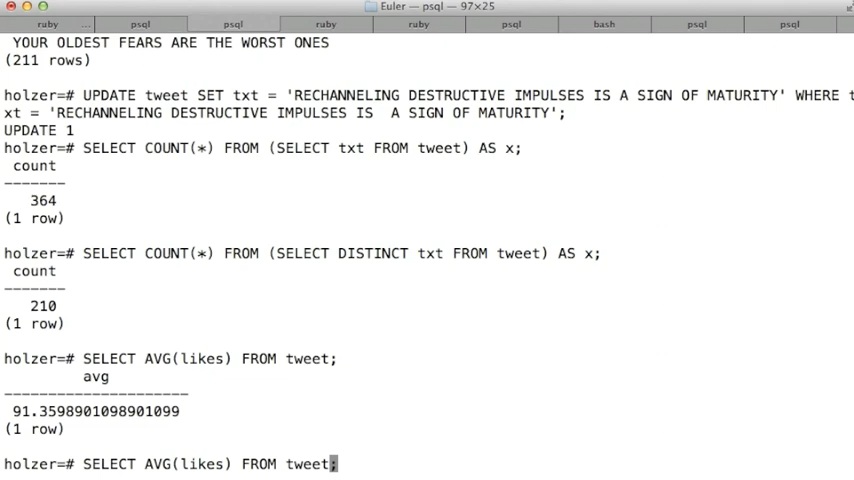 Euler — psql — 97×25
ruby ... psql psql ruby ruby psql bash psql psql
YOUR OLDEST FEARS ARE THE WORST ONES
(211 rows)
holzer=# UPDATE tweet SET txt = 'RECHANNELING DESTRUCTIVE IMPULSES IS A SIGN OF MATURITY' WHERE t
xt = 'RECHANNELING DESTRUCTIVE IMPULSES IS  A SIGN OF MATURITY';
UPDATE 1
holzer=# SELECT COUNT(*) FROM (SELECT txt FROM tweet) AS x;
count
-------
364
(1 row)
holzer=# SELECT COUNT(*) FROM (SELECT DISTINCT txt FROM tweet) AS x;
count
-------
210
(1 row)
holzer=# SELECT AVG(likes) FROM tweet;
avg
---------------------
91.3598901098901099
(1 row)
holzer=# SELECT AVG(likes) FROM tweet;